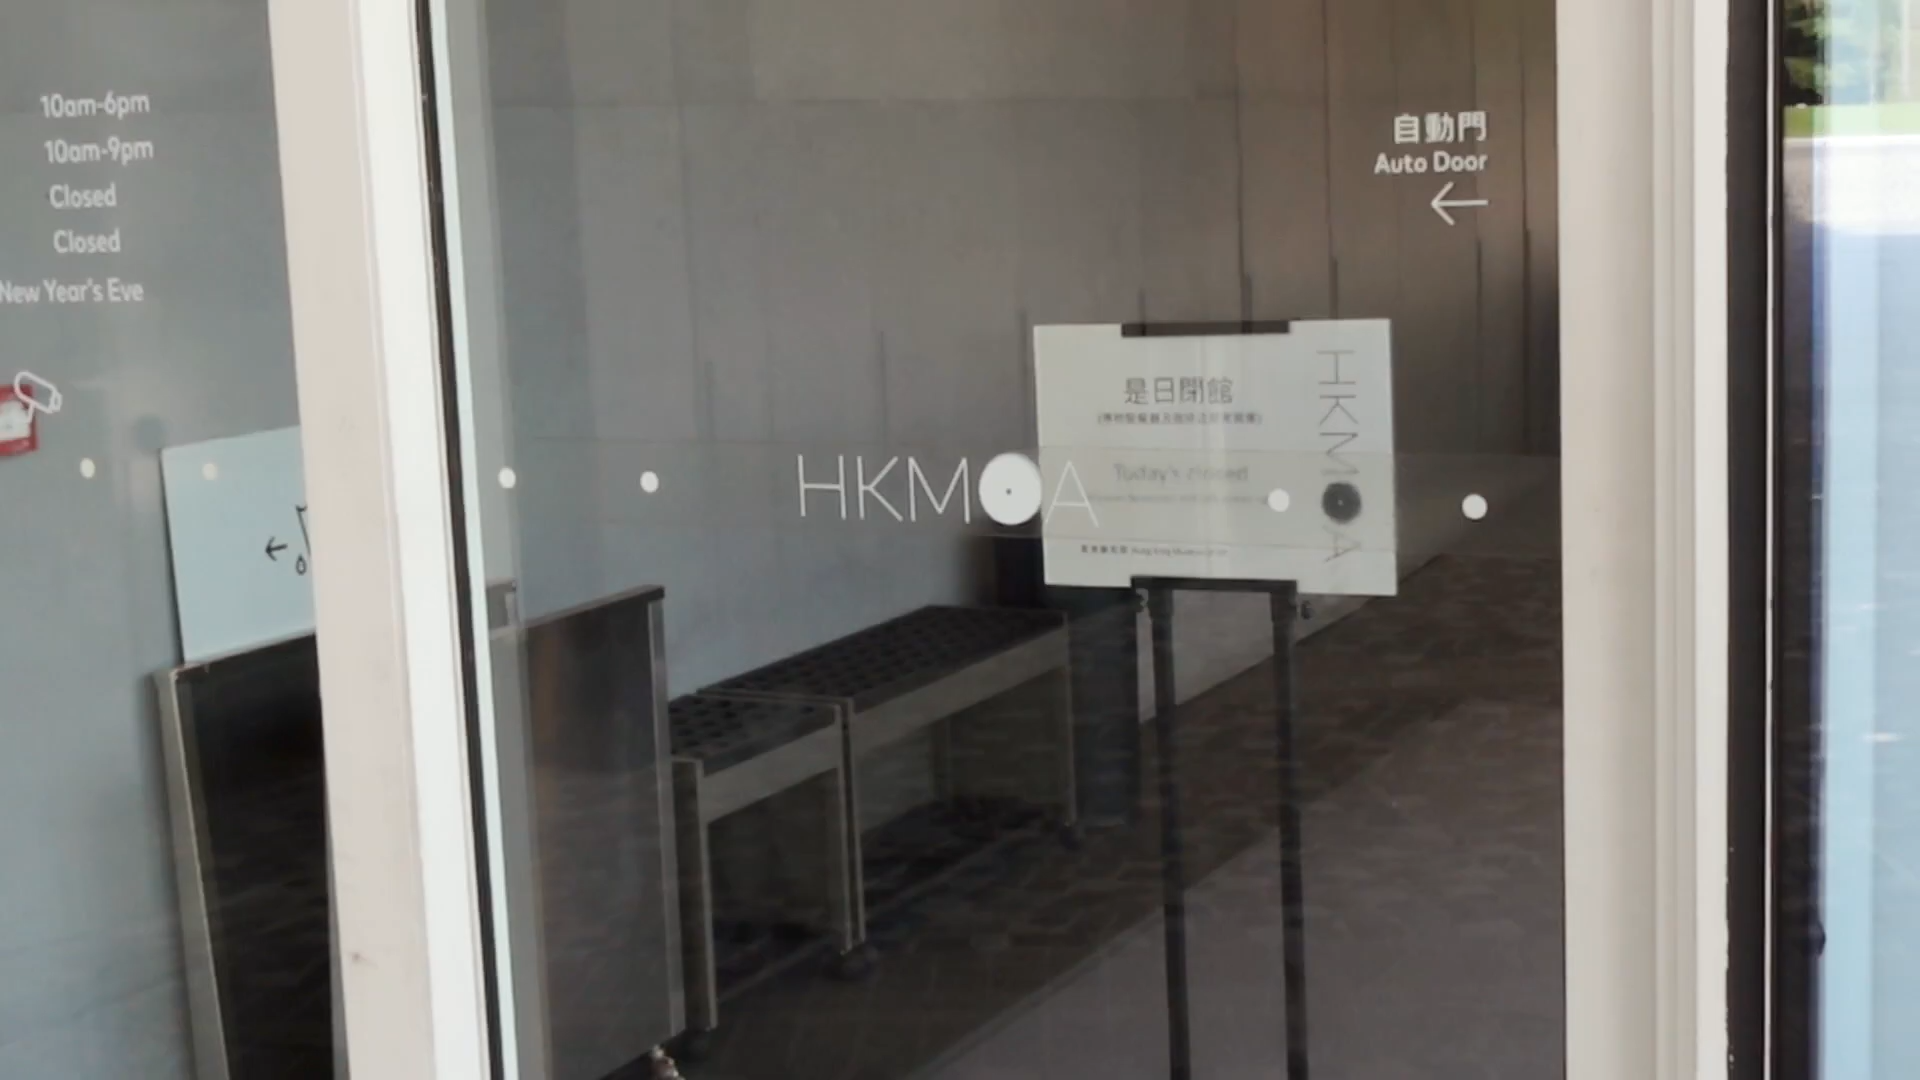 10am-6pm
10am-9pm
Closed
Closed
New Year's Eve
自動門
Auto Door
HKMOA
是日閉館
Today's closed
HKMOA